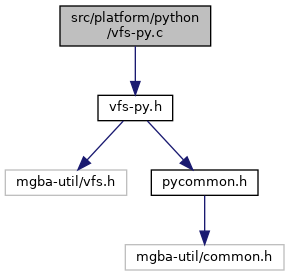 src/platform/python
/vfs-py.c
vfs-py.h
mgba-util/vfs.h
pycommon.h
mgba-util/common.h